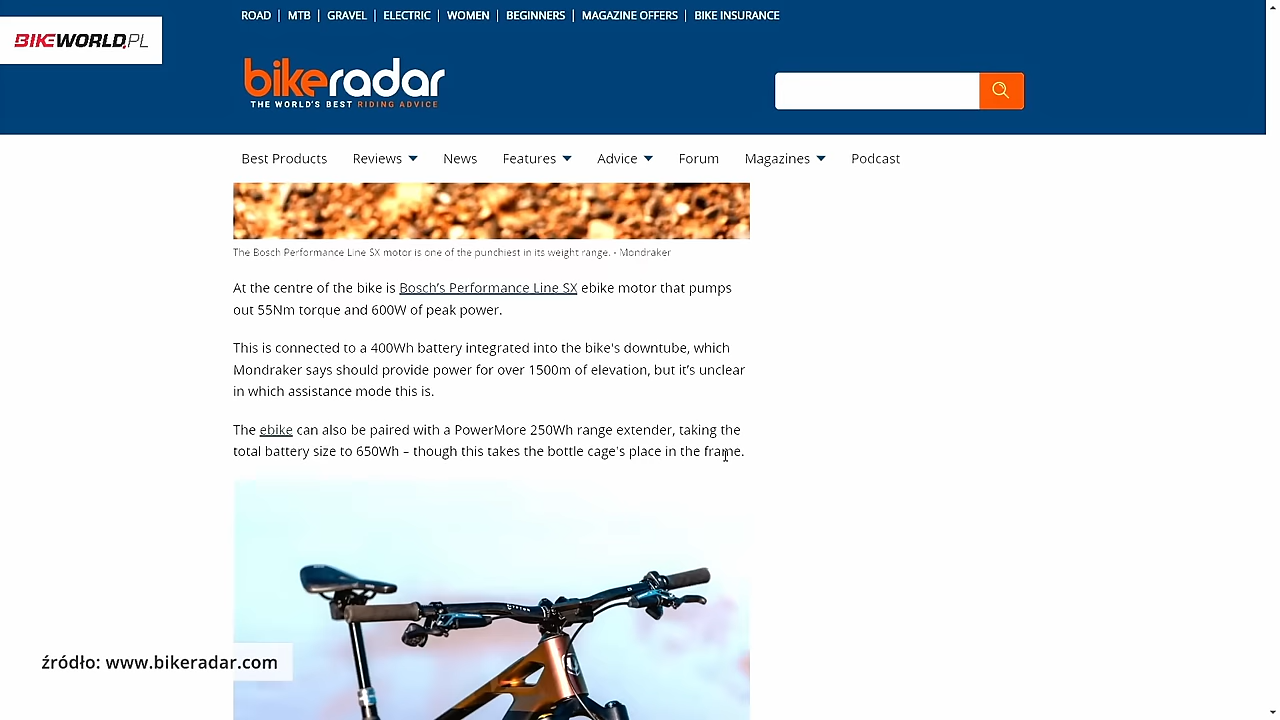 ROAD | MTB | GRAVEL | ELECTRIC | WOMEN | BEGINNERS | MAGAZINE OFFERS | BIKE INSURANCE
BIKEWORLD.PL
bikeradar
THE WORLD'S BEST RIDING ADVICE
Best Products Reviews News Features Advice Forum Magazines Podcast
The Bosch Performance Line SX motor is one of the punchiest in its weight range. - Mondraker
At the centre of the bike is Bosch's Performance Line SX ebike motor that pumps
out 55Nm torque and 600W of peak power.
This is connected to a 400Wh battery integrated into the bike's downtube, which
Mondraker says should provide power for over 1500m of elevation, but it's unclear
in which assistance mode this is.
The ebike can also be paired with a PowerMore 250Wh range extender, taking the
total battery size to 650Wh – though this takes the bottle cage's place in the frame.
źródło: www.bikeradar.com